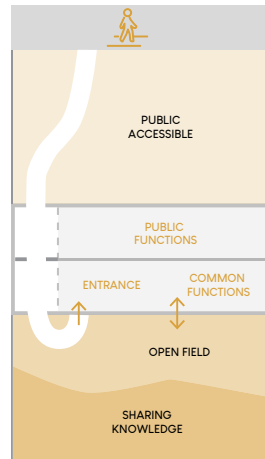 PUBLIC
ACCESSIBLE
PUBLIC
FUNCTIONS
ENTRANCE
COMMON
FUNCTIONS
OPEN FIELD
SHARING
KNOWLEDGE